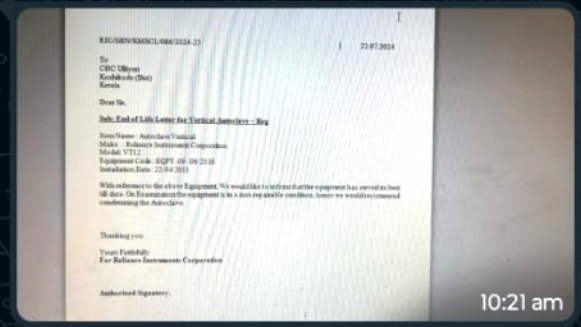 RIC/GEN/KMSCL/086/2024-25
22.07.2024
To
CHC Ulliyeri
Kozhikode (Dist)
Kerala.
Dear Sir,
Sub: End of Life Letter for Vertical Autoclave – Reg
Item Name : Autoclave Vertical
Make : Reliance Instruments Corporation
Model: VT12
Equipment Code : EQPT -09- 06/2010
Installation Date : 22/04/2011
With reference to the above Equipment, We would like to inform that the equipment has served its best
till date. On Examination the equipment is in a non repairable condition, hence we would recommend
condemning the Autoclave.
Thanking you
Yours Faithfully
For Reliance Instruments Corporation
Authorized Signatory.
10:21 am